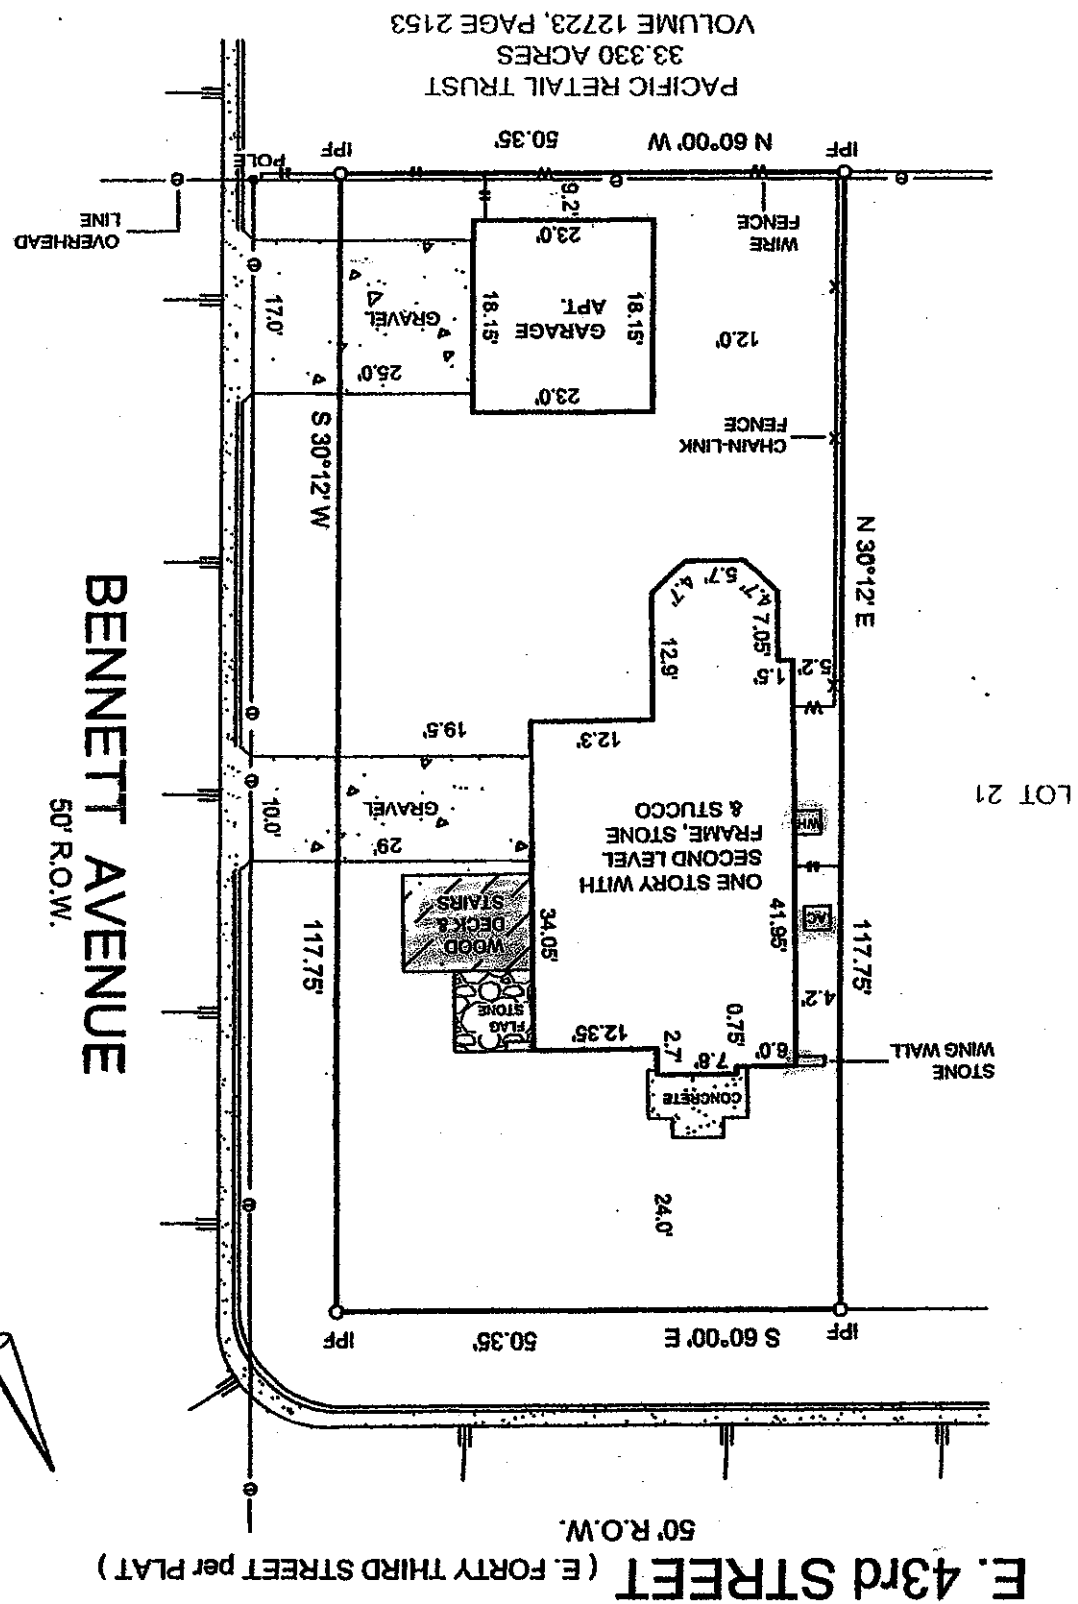 E. 43rd STREET ( E. FORTY THIRD STREET per PLAT )
50' R.O.W.
IPF
S 60°00' E
50.35'
IPF
24.0'
STONE
WING WALL
6.0'
0.75'
7.8'
2.7'
CONCRETE
12.35'
FLAG
STONE
4.2'
117.75'
AC
41.95'
34.05'
WOOD
DECK &
STAIRS
117.75'
ONE STORY WITH
SECOND LEVEL
FRAME, STONE
& STUCCO
29'
GRAVEL
10.0'
WH
LOT 21
12.3'
19.5'
BENNETT AVENUE
50' R.O.W.
5.2'
1.5'
7.05'
4.7'
5.7'
4.7'
12.9'
N 30°12' E
S 30°12' W
CHAIN-LINK
FENCE
12.0'
23.0'
18.15'
GARAGE
APT.
18.15'
23.0'
25.0'
GRAVEL
17.0'
WIRE
FENCE
9.2'
OVERHEAD
LINE
POLE
IPF
N 60°00' W
50.35'
IPF
PACIFIC RETAIL TRUST
33.330 ACRES
VOLUME 12723, PAGE 2153